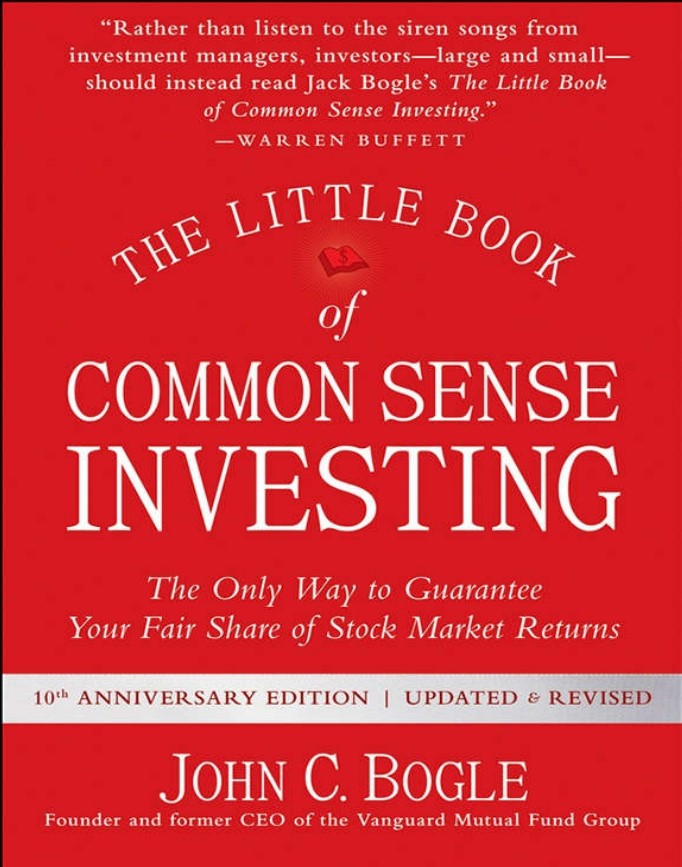 “Rather than listen to the siren songs from
investment managers, investors—large and small—
should instead read Jack Bogle’s The Little Book
of Common Sense Investing.”
—WARREN BUFFETT
THE LITTLE BOOK
$
of
COMMON SENSE
INVESTING
The Only Way to Guarantee
Your Fair Share of Stock Market Returns
10th ANNIVERSARY EDITION | UPDATED & REVISED
JOHN C. BOGLE
Founder and former CEO of the Vanguard Mutual Fund Group